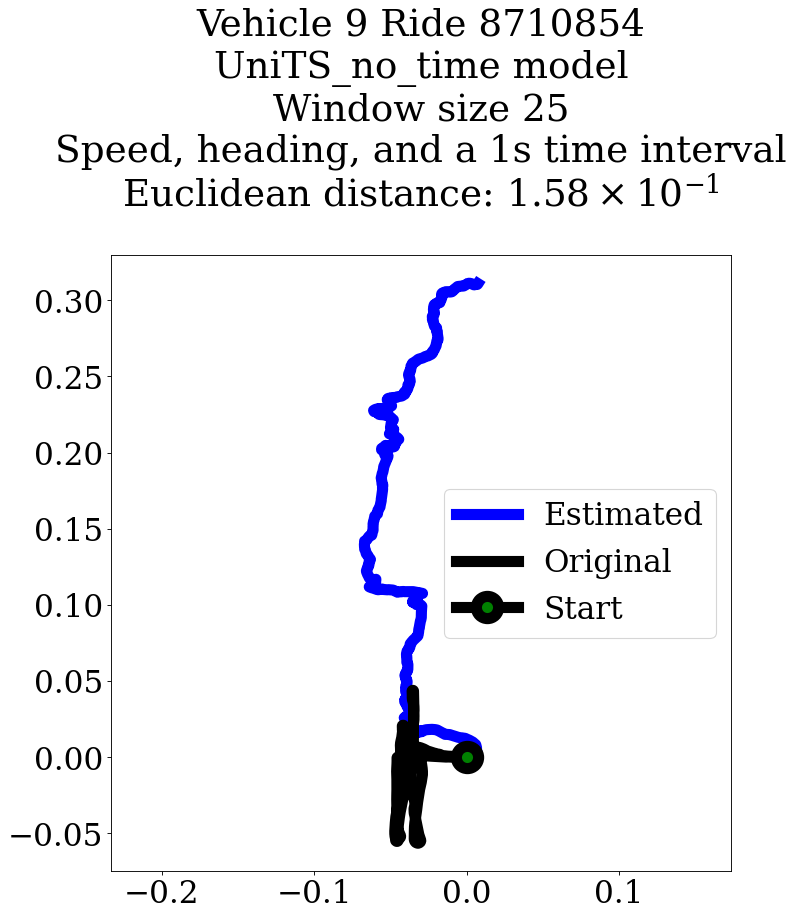 Vehicle 9 Ride 8710854
UniTS_no_time model
Window size 25
Speed, heading, and a 1s time interval
Euclidean distance: 1.58 × 10⁻¹
0.30
0.25
0.20
0.15
0.10
0.05
0.00
−0.05
Estimated
Original
Start
−0.2
−0.1
0.0
0.1